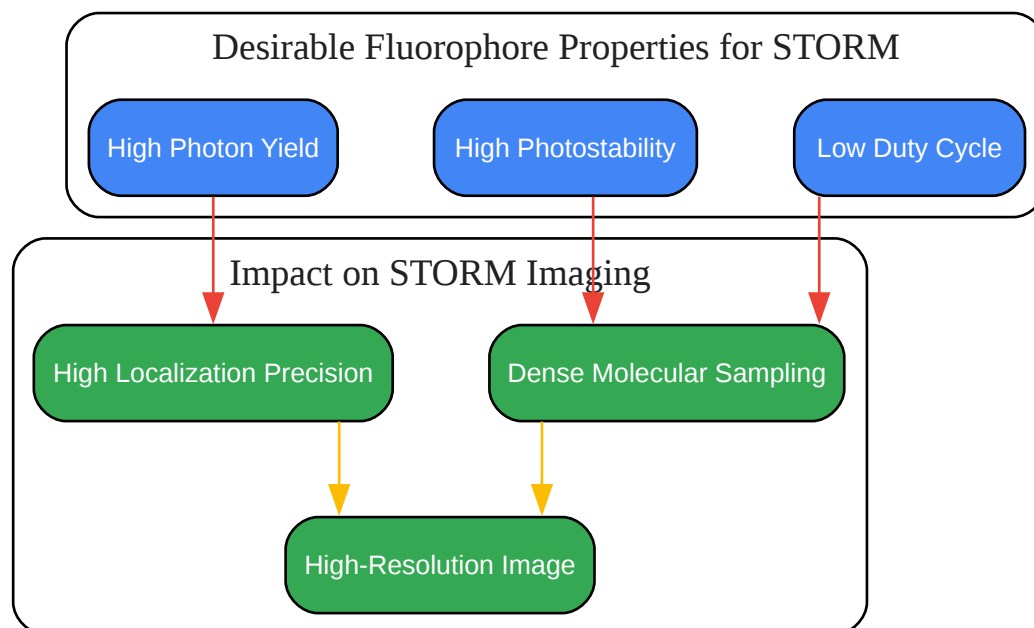 Desirable Fluorophore Properties for STORM
High Photon Yield
High Photostability
Low Duty Cycle
Impact on STORM Imaging
High Localization Precision
Dense Molecular Sampling
High-Resolution Image